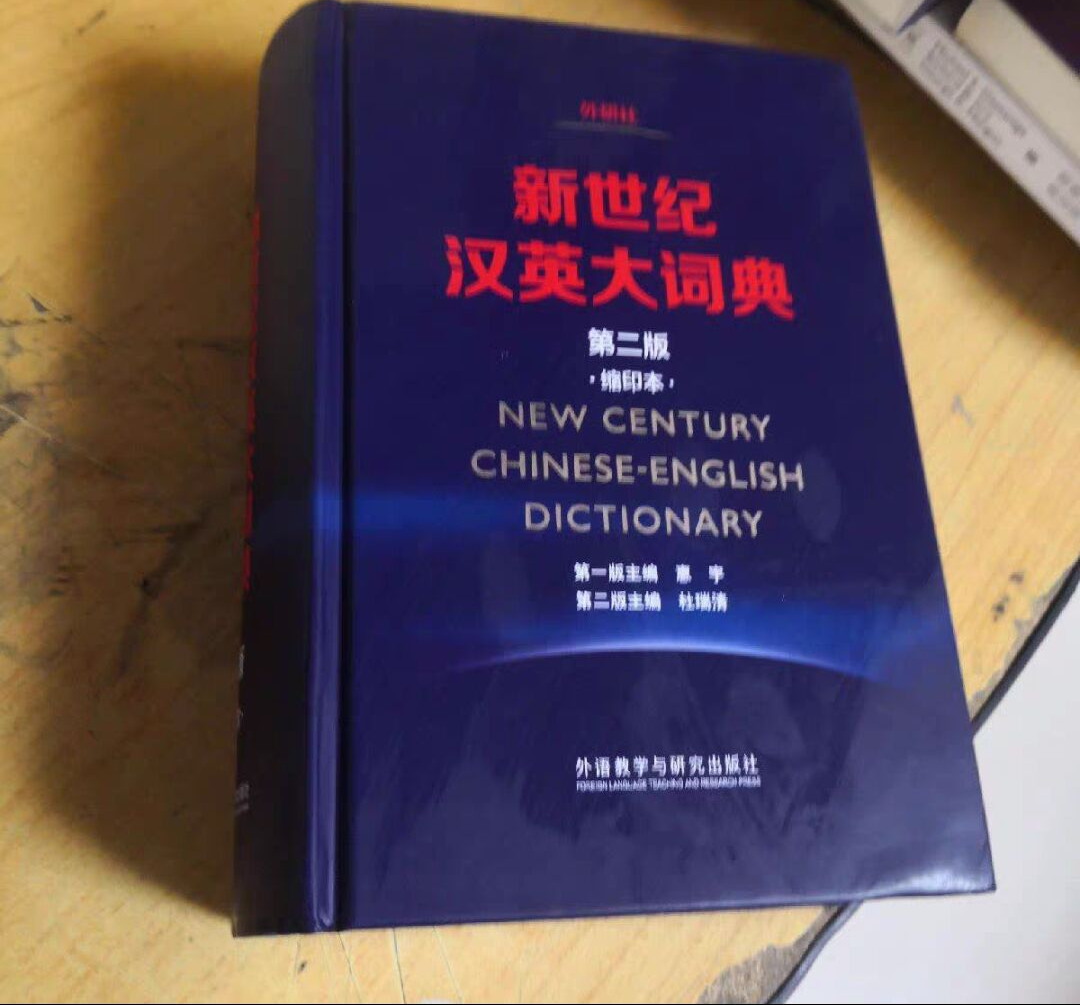 外研社
新世纪
汉英大词典
第二版
·缩印本·
NEW CENTURY
CHINESE-ENGLISH
DICTIONARY
第一版主编 惠 宇
第二版主编 杜瑞清
外语教学与研究出版社
FOREIGN LANGUAGE TEACHING AND RESEARCH PRESS